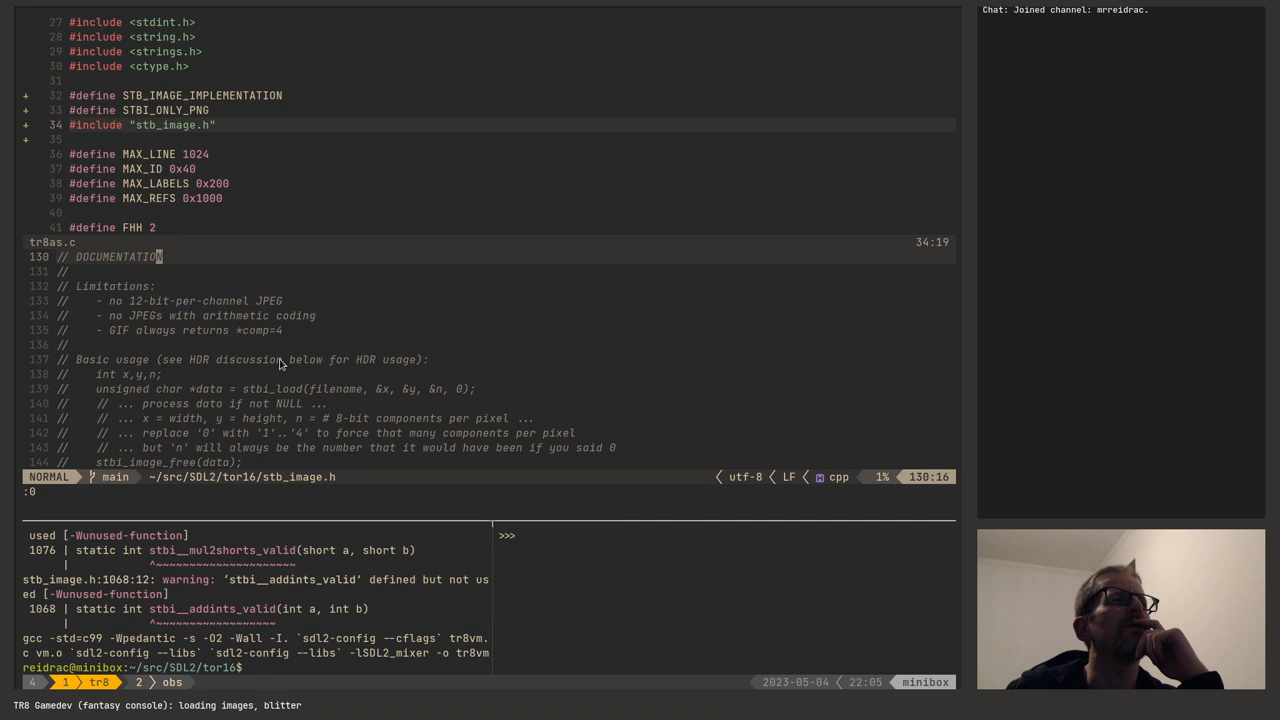 27 #include <stdint.h>
28 #include <string.h>
29 #include <strings.h>
30 #include <ctype.h>
31
+ 32 #define STB_IMAGE_IMPLEMENTATION
+ 33 #define STBI_ONLY_PNG
+ 34 #include "stb_image.h"
+ 35
36 #define MAX_LINE 1024
37 #define MAX_ID 0x40
38 #define MAX_LABELS 0x200
39 #define MAX_REFS 0x1000
40
41 #define FHH 2
tr8as.c 34:19
130 // DOCUMENTATION
131 //
132 // Limitations:
133 //    - no 12-bit-per-channel JPEG
134 //    - no JPEGs with arithmetic coding
135 //    - GIF always returns *comp=4
136 //
137 // Basic usage (see HDR discussion below for HDR usage):
138 //    int x,y,n;
139 //    unsigned char *data = stbi_load(filename, &x, &y, &n, 0);
140 //    // ... process data if not NULL ...
141 //    // ... x = width, y = height, n = # 8-bit components per pixel ...
142 //    // ... replace '0' with '1'..'4' to force that many components per pixel
143 //    // ... but 'n' will always be the number that it would have been if you said 0
144 //    stbi_image_free(data);
NORMAL main ~/src/SDL2/tor16/stb_image.h utf-8 LF cpp 1% 130:16
:0
used [-Wunused-function]
1076 | static int stbi__mul2shorts_valid(short a, short b)
| ^~~~~~~~~~~~~~~~~~~~~~
stb_image.h:1068:12: warning: ‘stbi__addints_valid’ defined but not us
ed [-Wunused-function]
1068 | static int stbi__addints_valid(int a, int b)
| ^~~~~~~~~~~~~~~~~~~
gcc -std=c99 -Wpedantic -s -O2 -Wall -I. `sdl2-config --cflags` tr8vm.
c vm.o `sdl2-config --libs` `sdl2-config --libs` -lSDL2_mixer -o tr8vm
reidrac@minibox:~/src/SDL2/tor16$
>>>
4 1 tr8 2 obs 2023-05-04 22:05 minibox
Chat: Joined channel: mrreidrac.
TR8 Gamedev (fantasy console): loading images, blitter